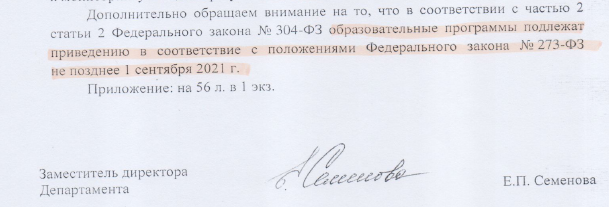 Дополнительно обращаем внимание на то, что в соответствии с частью 2
статьи 2 Федерального закона № 304-ФЗ образовательные программы подлежат
приведению в соответствие с положениями Федерального закона № 273-ФЗ
не позднее 1 сентября 2021 г.
Приложение: на 56 л. в 1 экз.
Заместитель директора
Департамента
Е.П. Семенова